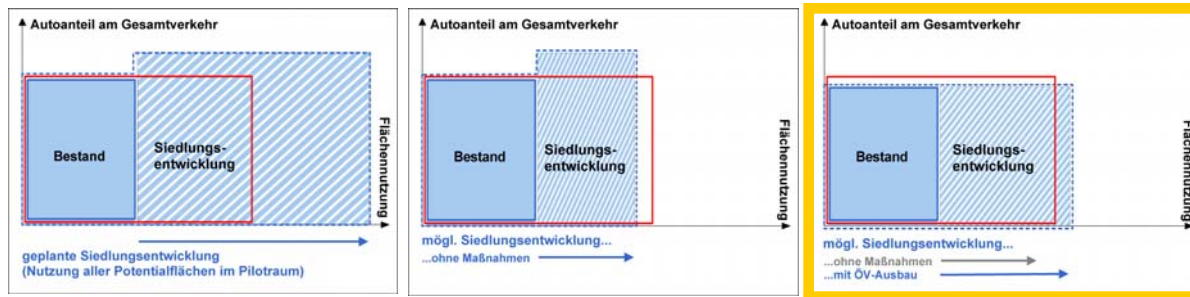 Autoanteil am Gesamtverkehr
Bestand
Siedlungs-
entwicklung
Flächennutzung
geplante Siedlungsentwicklung
(Nutzung aller Potentialflächen im Pilotraum)
Autoanteil am Gesamtverkehr
Bestand
Siedlungs-
entwicklung
Flächennutzung
mögl. Siedlungsentwicklung...
...ohne Maßnahmen
Autoanteil am Gesamtverkehr
Bestand
Siedlungs-
entwicklung
Flächennutzung
mögl. Siedlungsentwicklung...
...ohne Maßnahmen
...mit ÖV-Ausbau